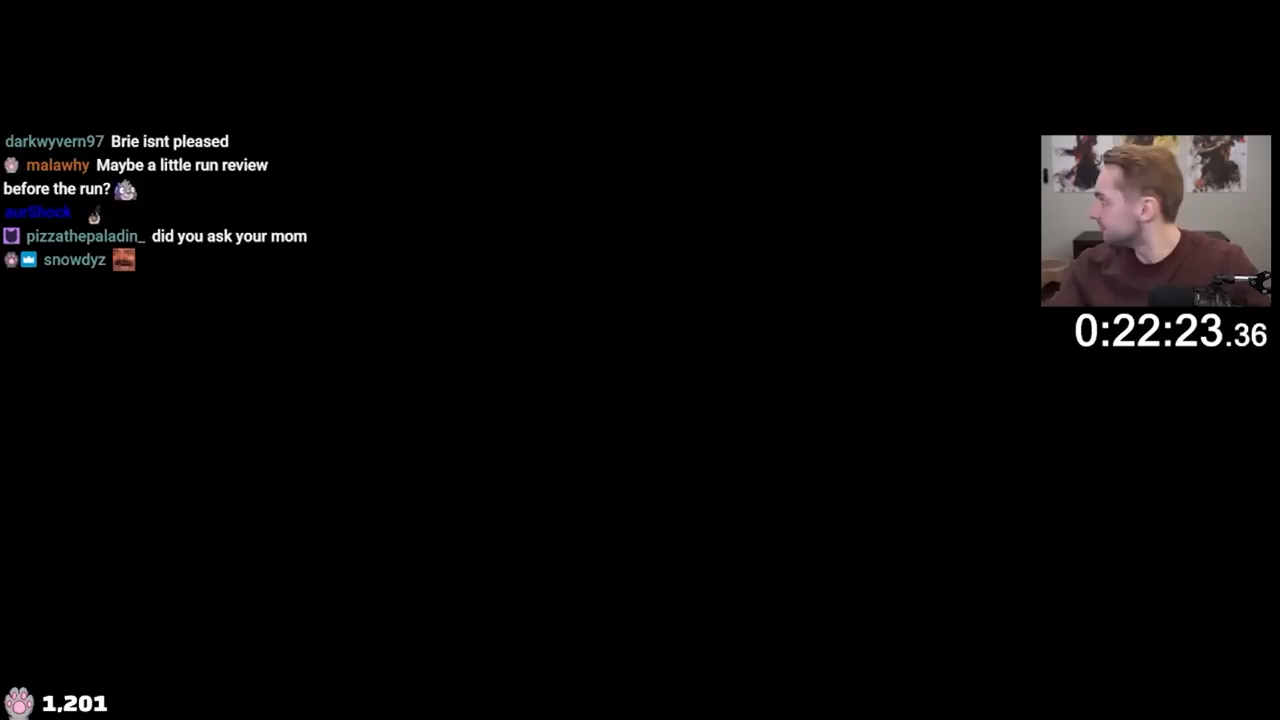 darkwyvern97 Brie isnt pleased
malawhy Maybe a little run review
before the run?
aurShock
pizzathepaladin_ did you ask your mom
snowdyz
0:22:23.36
1,201